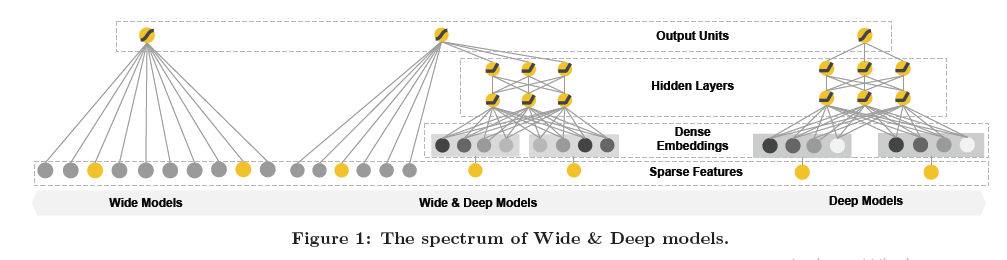 Output Units
Hidden Layers
Dense
Embeddings
Sparse Features
Wide Models
Wide & Deep Models
Deep Models
Figure 1: The spectrum of Wide & Deep models.